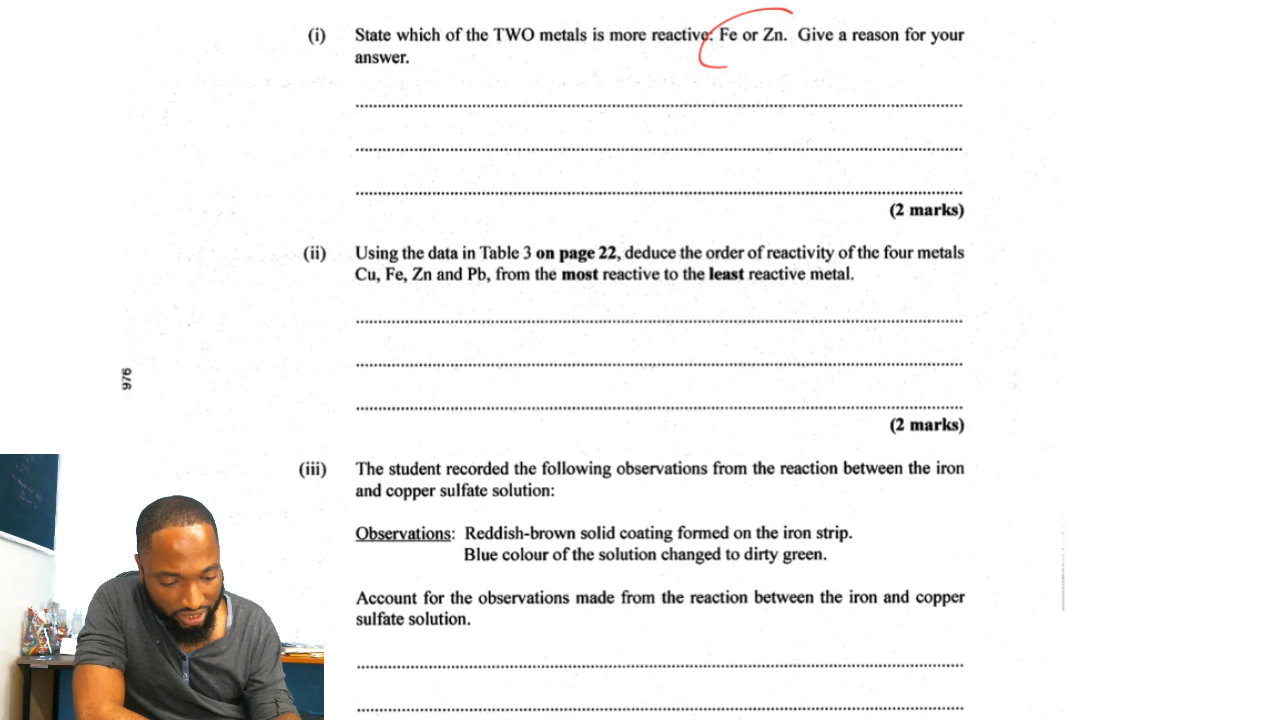 (i) State which of the TWO metals is more reactive: Fe or Zn. Give a reason for your
answer.
(2 marks)
(ii) Using the data in Table 3 on page 22, deduce the order of reactivity of the four metals
Cu, Fe, Zn and Pb, from the most reactive to the least reactive metal.
976
(2 marks)
(iii) The student recorded the following observations from the reaction between the iron
and copper sulfate solution:
Observations: Reddish-brown solid coating formed on the iron strip.
Blue colour of the solution changed to dirty green.
Account for the observations made from the reaction between the iron and copper
sulfate solution.